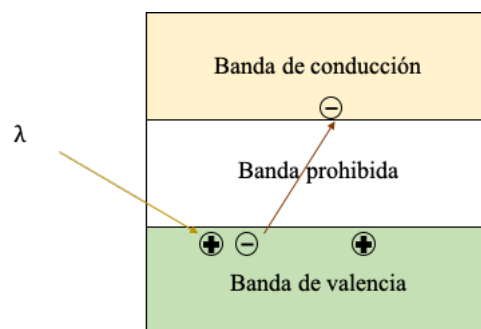 Banda de conducción
−
λ
Banda prohibida
+ − +
Banda de valencia